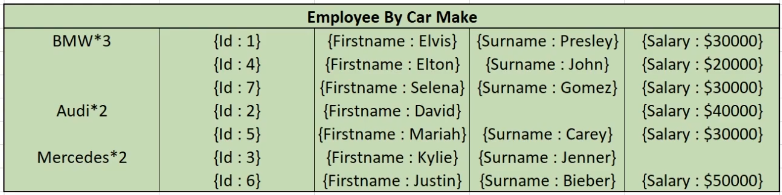 Employee By Car Make
BMW*3 {Id : 1} {Firstname : Elvis} {Surname : Presley} {Salary : $30000}
{Id : 4} {Firstname : Elton} {Surname : John} {Salary : $20000}
{Id : 7} {Firstname : Selena} {Surname : Gomez} {Salary : $30000}
Audi*2 {Id : 2} {Firstname : David} {Salary : $40000}
{Id : 5} {Firstname : Mariah} {Surname : Carey} {Salary : $30000}
Mercedes*2 {Id : 3} {Firstname : Kylie} {Surname : Jenner}
{Id : 6} {Firstname : Justin} {Surname : Bieber} {Salary : $50000}